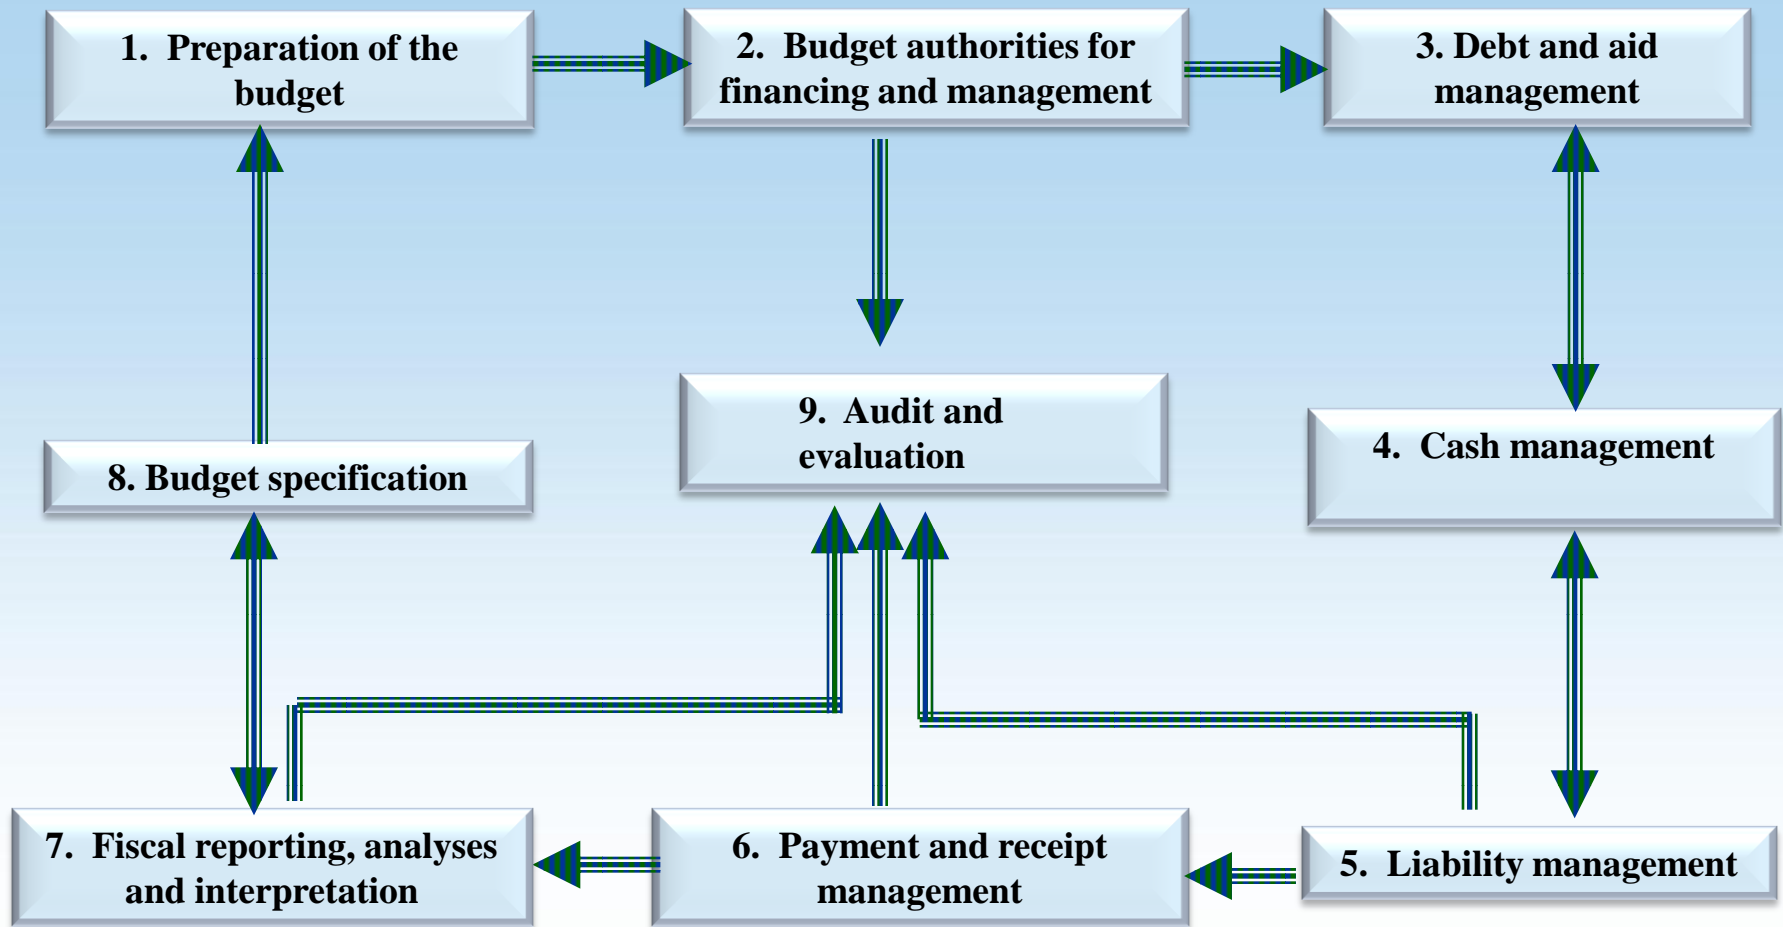 1. Preparation of the
budget
2. Budget authorities for
financing and management
3. Debt and aid
management
9. Audit and
evaluation
4. Cash management
8. Budget specification
7. Fiscal reporting, analyses
and interpretation
6. Payment and receipt
management
5. Liability management